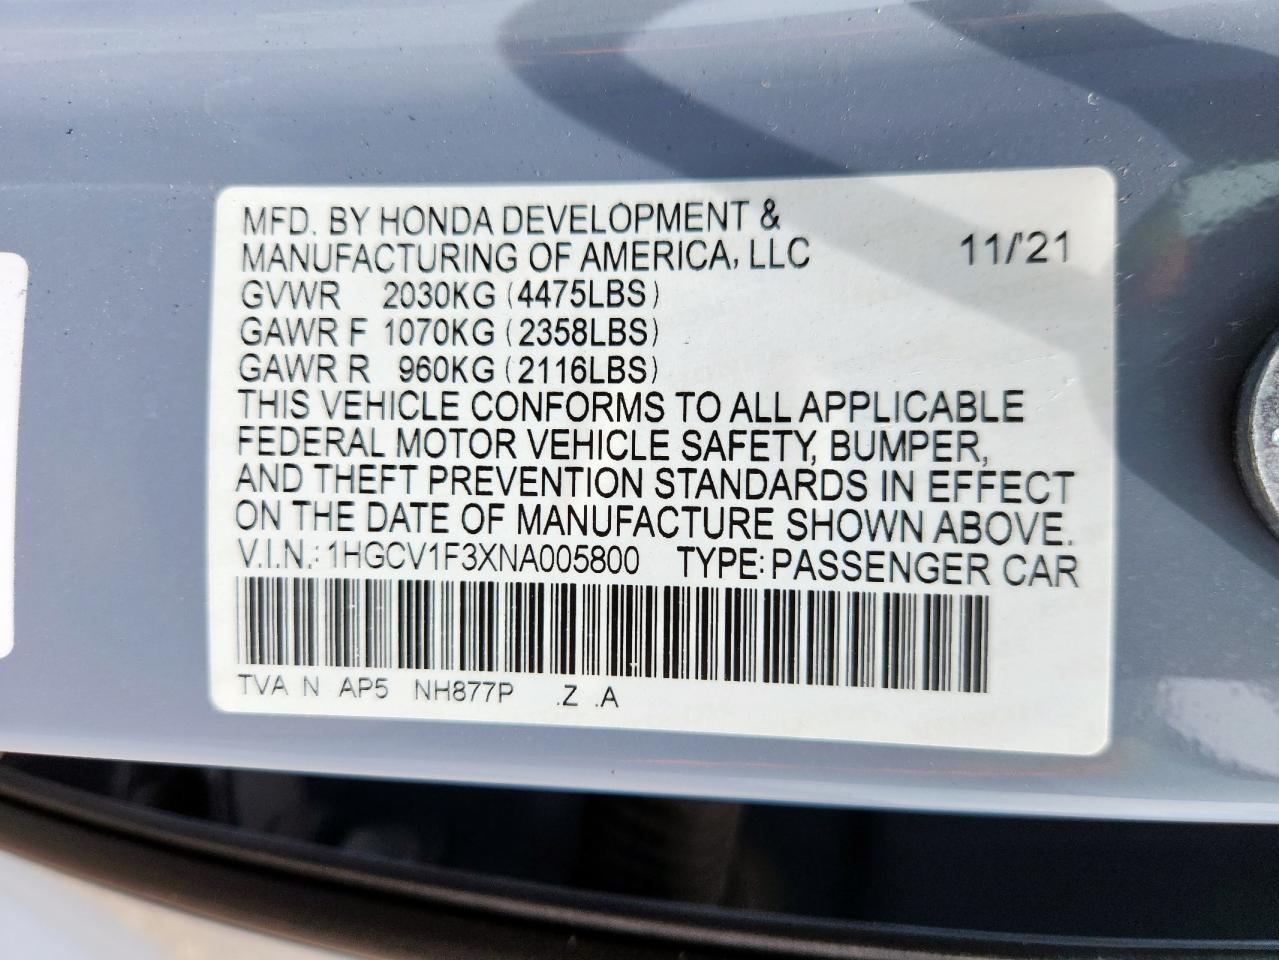 MFD. BY HONDA DEVELOPMENT &
MANUFACTURING OF AMERICA, LLC 11/'21
GVWR 2030KG (4475LBS)
GAWR F 1070KG (2358LBS)
GAWR R 960KG (2116LBS)
THIS VEHICLE CONFORMS TO ALL APPLICABLE
FEDERAL MOTOR VEHICLE SAFETY, BUMPER,
AND THEFT PREVENTION STANDARDS IN EFFECT
ON THE DATE OF MANUFACTURE SHOWN ABOVE.
V.I.N.: 1HGCV1F3XNA005800 TYPE: PASSENGER CAR
TVA N AP5 NH877P .Z .A